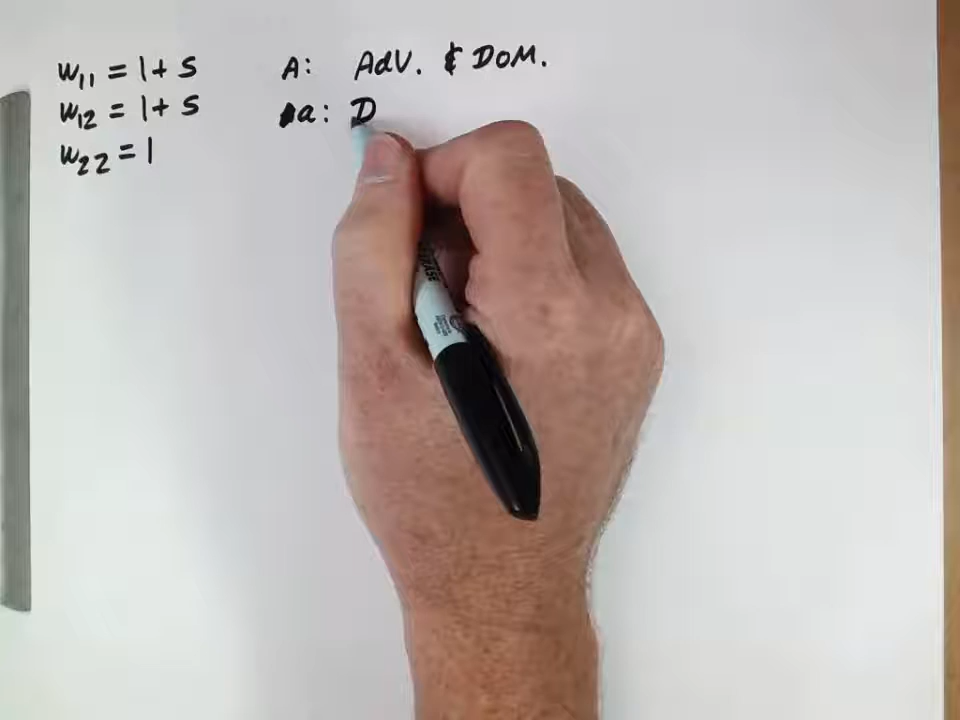 w11 = 1 + s
w12 = 1 + s
w22 = 1
A: Adv. & Dom.
a: D